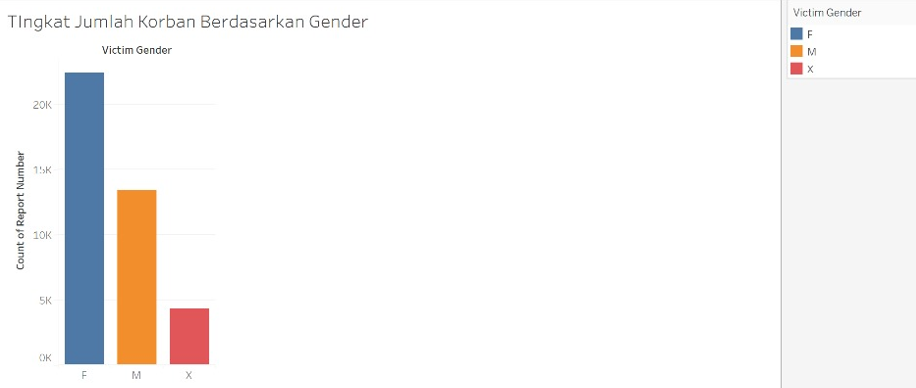 TIngkat Jumlah Korban Berdasarkan Gender
Victim Gender
Count of Report Number
20K
15K
10K
5K
0K
F
M
X
Victim Gender
F
M
X